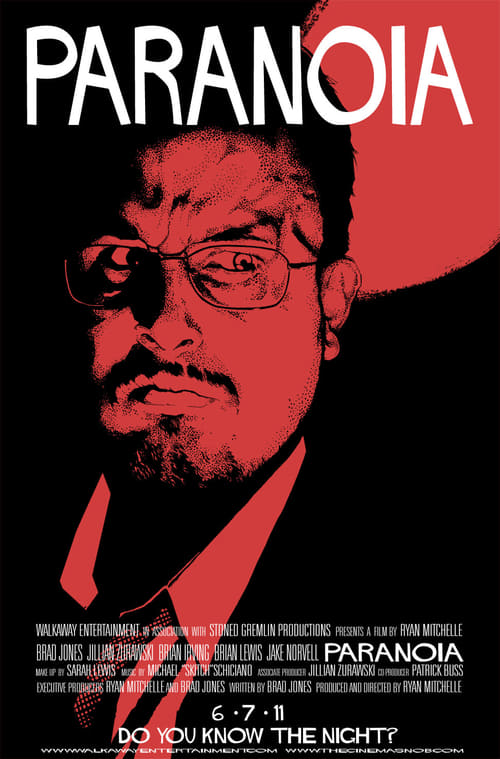 PARANOIA
WALKAWAY ENTERTAINMENT IN ASSOCIATION WITH STONED GREMLIN PRODUCTIONS PRESENTS A FILM BY RYAN MITCHELLE
BRAD JONES JILLIAN ZURAWSKI BRIAN IRVING BRIAN LEWIS JAKE NORVELL PARANOIA
MAKE UP BY SARAH LEWIS MUSIC BY MICHAEL "SKITCH" SCHICIANO ASSOCIATE PRODUCER JILLIAN ZURAWSKI CO-PRODUCER PATRICK BUSS
EXECUTIVE PRODUCERS RYAN MITCHELLE AND BRAD JONES WRITTEN BY BRAD JONES PRODUCED AND DIRECTED BY RYAN MITCHELLE
6 • 7 • 11
DO YOU KNOW THE NIGHT?
WWW.WALKAWAYENTERTAINMENT.COM WWW.THECINEMASNOB.COM